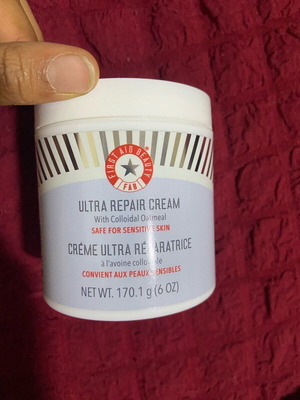 FIRST AID BEAUTY
FAB
ULTRA REPAIR CREAM
With Colloidal Oatmeal
SAFE FOR SENSITIVE SKIN
CRÈME ULTRA RÉPARATRICE
à l'avoine colloïdale
CONVIENT AUX PEAUX SENSIBLES
NET WT. 170.1 g (6 OZ)